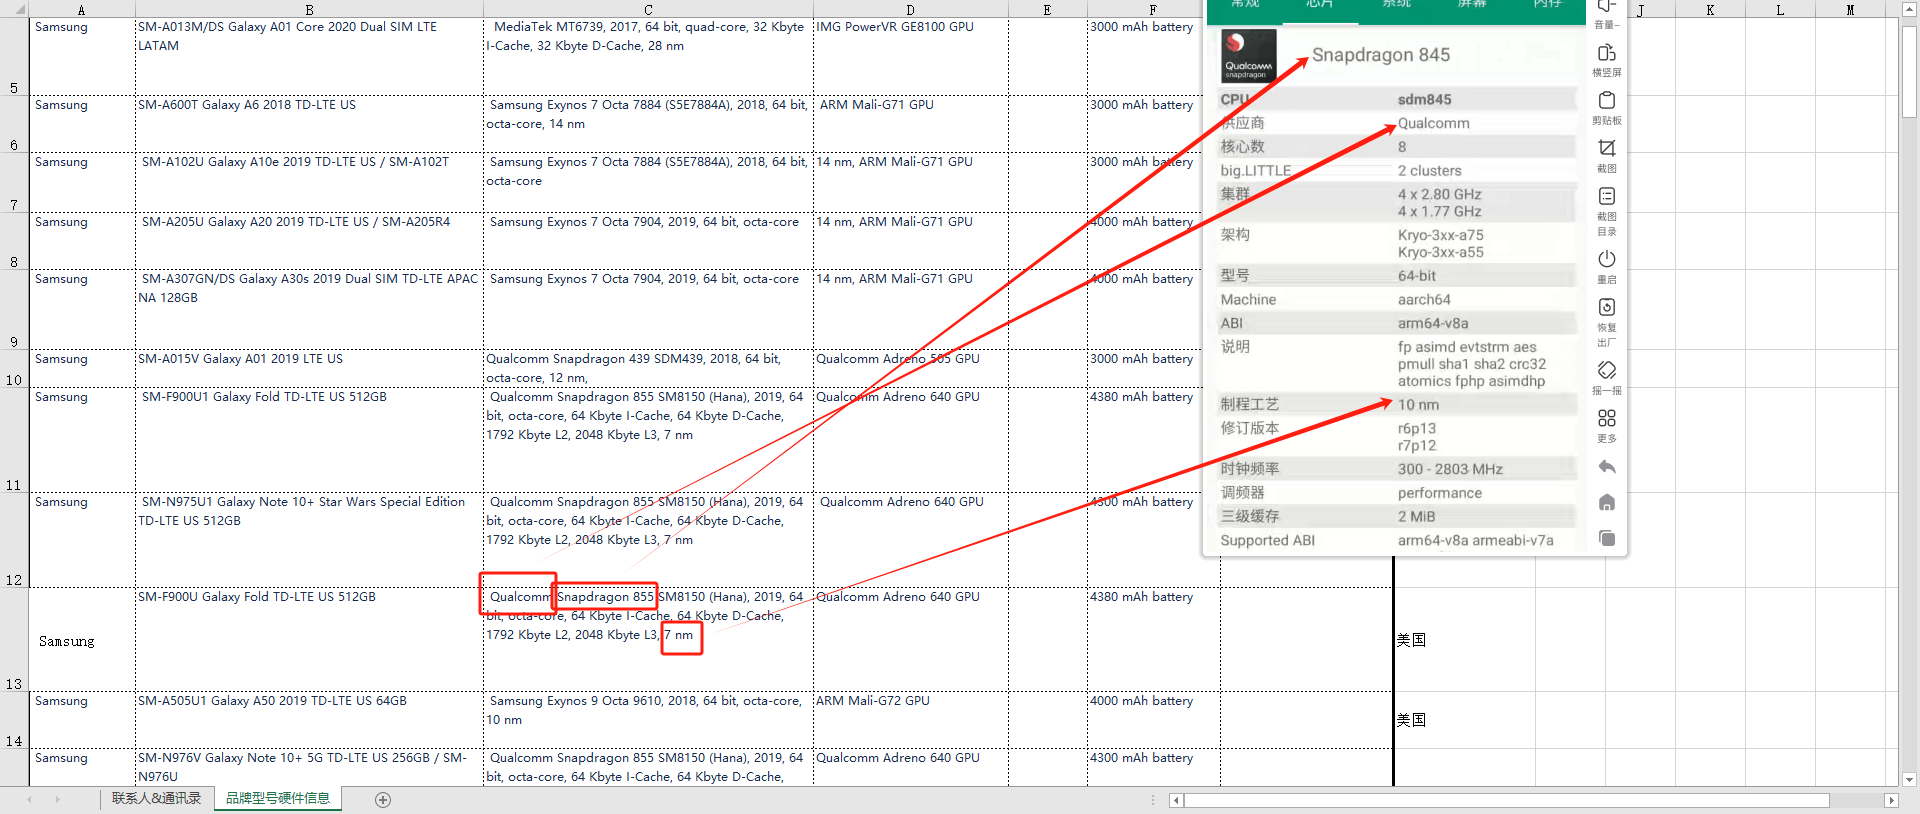 A B C D E F J K L M
Samsung SM-A013M/DS Galaxy A01 Core 2020 Dual SIM LTE MediaTek MT6739, 2017, 64 bit, quad-core, 32 Kbyte IMG PowerVR GE8100 GPU 3000 mAh battery
LATAM I-Cache, 32 Kbyte D-Cache, 28 nm
5
Samsung SM-A600T Galaxy A6 2018 TD-LTE US Samsung Exynos 7 Octa 7884 (S5E7884A), 2018, 64 bit, ARM Mali-G71 GPU 3000 mAh battery
octa-core, 14 nm
6
Samsung SM-A102U Galaxy A10e 2019 TD-LTE US / SM-A102T Samsung Exynos 7 Octa 7884 (S5E7884A), 2018, 64 bit, 14 nm, ARM Mali-G71 GPU 3000 mAh battery
octa-core
7
Samsung SM-A205U Galaxy A20 2019 TD-LTE US / SM-A205R4 Samsung Exynos 7 Octa 7904, 2019, 64 bit, octa-core 14 nm, ARM Mali-G71 GPU 4000 mAh battery
8
Samsung SM-A307GN/DS Galaxy A30s 2019 Dual SIM TD-LTE APAC Samsung Exynos 7 Octa 7904, 2019, 64 bit, octa-core 14 nm, ARM Mali-G71 GPU 4000 mAh battery
NA 128GB
9
Samsung SM-A015V Galaxy A01 2019 LTE US Qualcomm Snapdragon 439 SDM439, 2018, 64 bit, Qualcomm Adreno 505 GPU 3000 mAh battery
octa-core, 12 nm,
10
Samsung SM-F900U1 Galaxy Fold TD-LTE US 512GB Qualcomm Snapdragon 855 SM8150 (Hana), 2019, 64 Qualcomm Adreno 640 GPU 4380 mAh battery
bit, octa-core, 64 Kbyte I-Cache, 64 Kbyte D-Cache,
1792 Kbyte L2, 2048 Kbyte L3, 7 nm
11
Samsung SM-N975U1 Galaxy Note 10+ Star Wars Special Edition Qualcomm Snapdragon 855 SM8150 (Hana), 2019, 64 Qualcomm Adreno 640 GPU 4300 mAh battery
TD-LTE US 512GB bit, octa-core, 64 Kbyte I-Cache, 64 Kbyte D-Cache,
1792 Kbyte L2, 2048 Kbyte L3, 7 nm
12
SM-F900U Galaxy Fold TD-LTE US 512GB Qualcomm Snapdragon 855 SM8150 (Hana), 2019, 64 Qualcomm Adreno 640 GPU 4380 mAh battery
bit, octa-core, 64 Kbyte I-Cache, 64 Kbyte D-Cache,
Samsung 1792 Kbyte L2, 2048 Kbyte L3, 7 nm 美国
13
Samsung SM-A505U1 Galaxy A50 2019 TD-LTE US 64GB Samsung Exynos 9 Octa 9610, 2018, 64 bit, octa-core, ARM Mali-G72 GPU 4000 mAh battery
10 nm 美国
14
Samsung SM-N976V Galaxy Note 10+ 5G TD-LTE US 256GB / SM- Qualcomm Snapdragon 855 SM8150 (Hana), 2019, 64 Qualcomm Adreno 640 GPU 4300 mAh battery
N976U bit, octa-core, 64 Kbyte I-Cache, 64 Kbyte D-Cache,
联系人&通讯录 品牌型号硬件信息
常规 芯片 系统 屏幕 内存
Qualcomm
snapdragon
Snapdragon 845
CPU sdm845
供应商 Qualcomm
核心数 8
big.LITTLE 2 clusters
集群 4 x 2.80 GHz
4 x 1.77 GHz
架构 Kryo-3xx-a75
Kryo-3xx-a55
型号 64-bit
Machine aarch64
ABI arm64-v8a
说明 fp asimd evtstrm aes
pmull sha1 sha2 crc32
atomics fphp asimdhp
制程工艺 10 nm
修订版本 r6p13
r7p12
时钟频率 300 - 2803 MHz
调频器 performance
三级缓存 2 MiB
Supported ABI arm64-v8a armeabi-v7a
音量-
横竖屏
剪贴板
截图
截图
目录
重启
恢复
出厂
摇一摇
更多